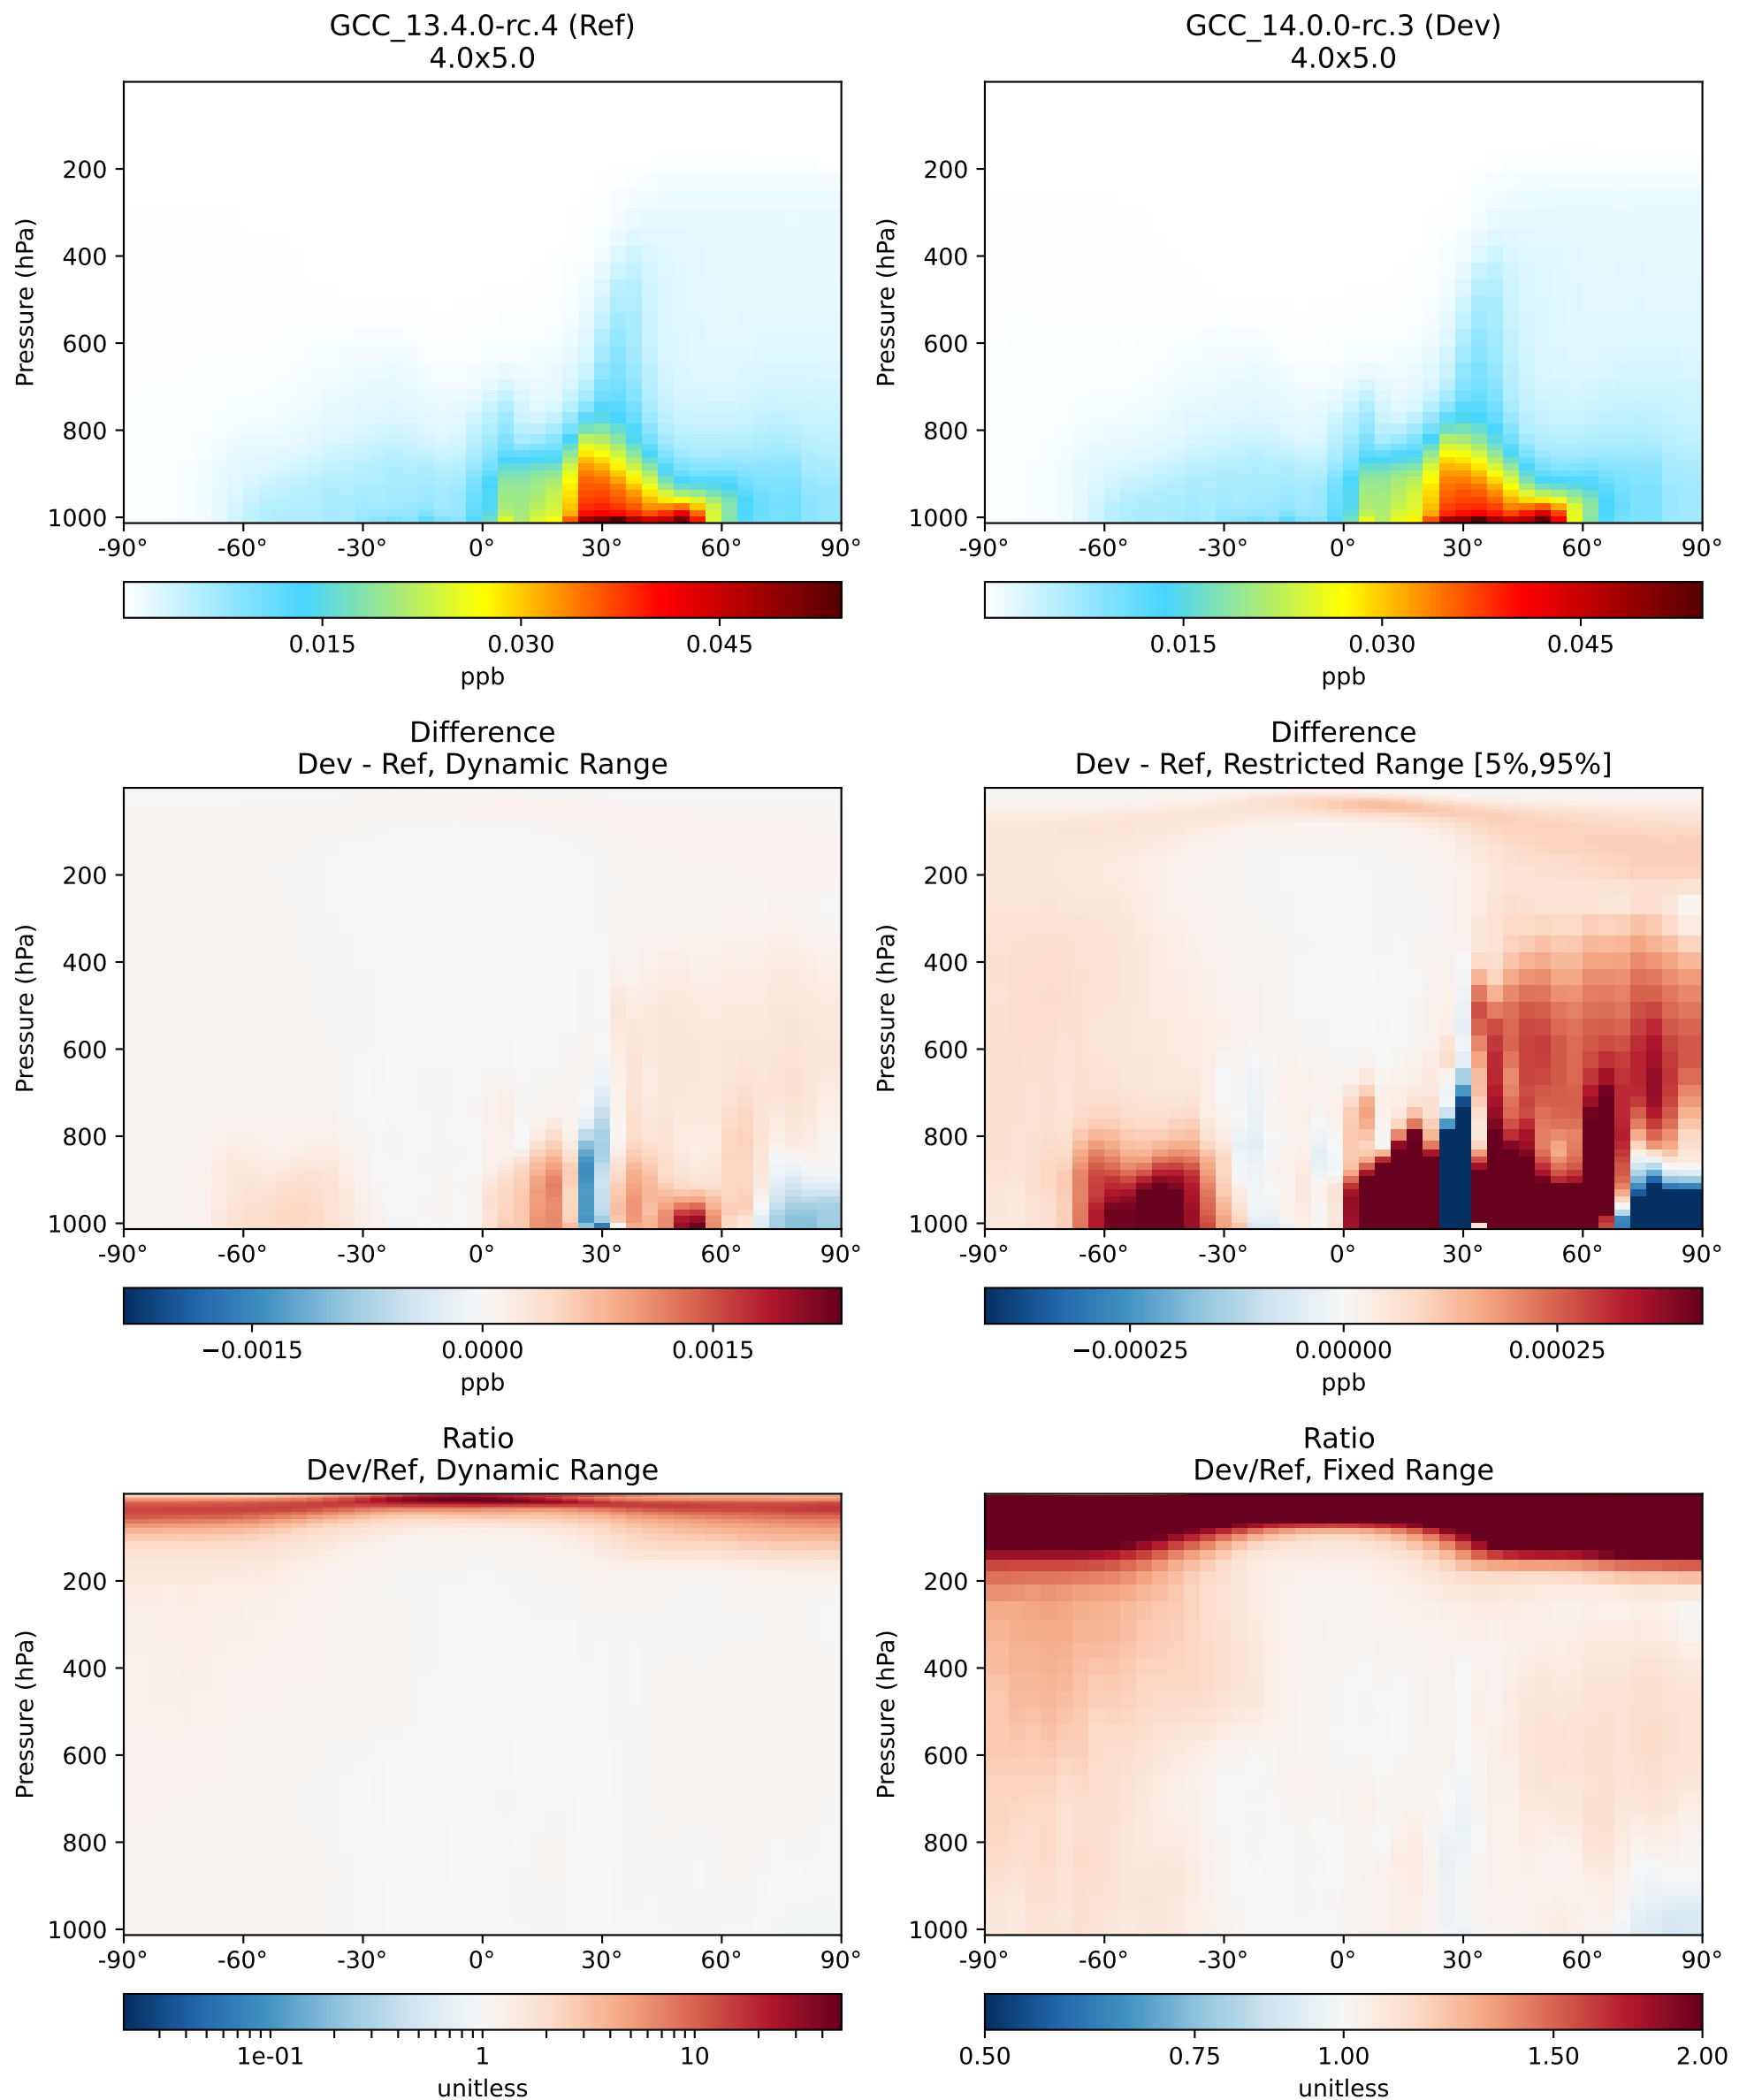 GCC_13.4.0-rc.4 (Ref)
4.0x5.0
Pressure (hPa)
200
400
600
800
1000
-90° -60° -30° 0° 30° 60° 90°
0.015 0.030 0.045
ppb
GCC_14.0.0-rc.3 (Dev)
4.0x5.0
Pressure (hPa)
200
400
600
800
1000
-90° -60° -30° 0° 30° 60° 90°
0.015 0.030 0.045
ppb
Difference
Dev - Ref, Dynamic Range
Pressure (hPa)
200
400
600
800
1000
-90° -60° -30° 0° 30° 60° 90°
−0.0015 0.0000 0.0015
ppb
Difference
Dev - Ref, Restricted Range [5%,95%]
Pressure (hPa)
200
400
600
800
1000
-90° -60° -30° 0° 30° 60° 90°
−0.00025 0.00000 0.00025
ppb
Ratio
Dev/Ref, Dynamic Range
Pressure (hPa)
200
400
600
800
1000
-90° -60° -30° 0° 30° 60° 90°
1e-01 1 10
unitless
Ratio
Dev/Ref, Fixed Range
Pressure (hPa)
200
400
600
800
1000
-90° -60° -30° 0° 30° 60° 90°
0.50 0.75 1.00 1.50 2.00
unitless